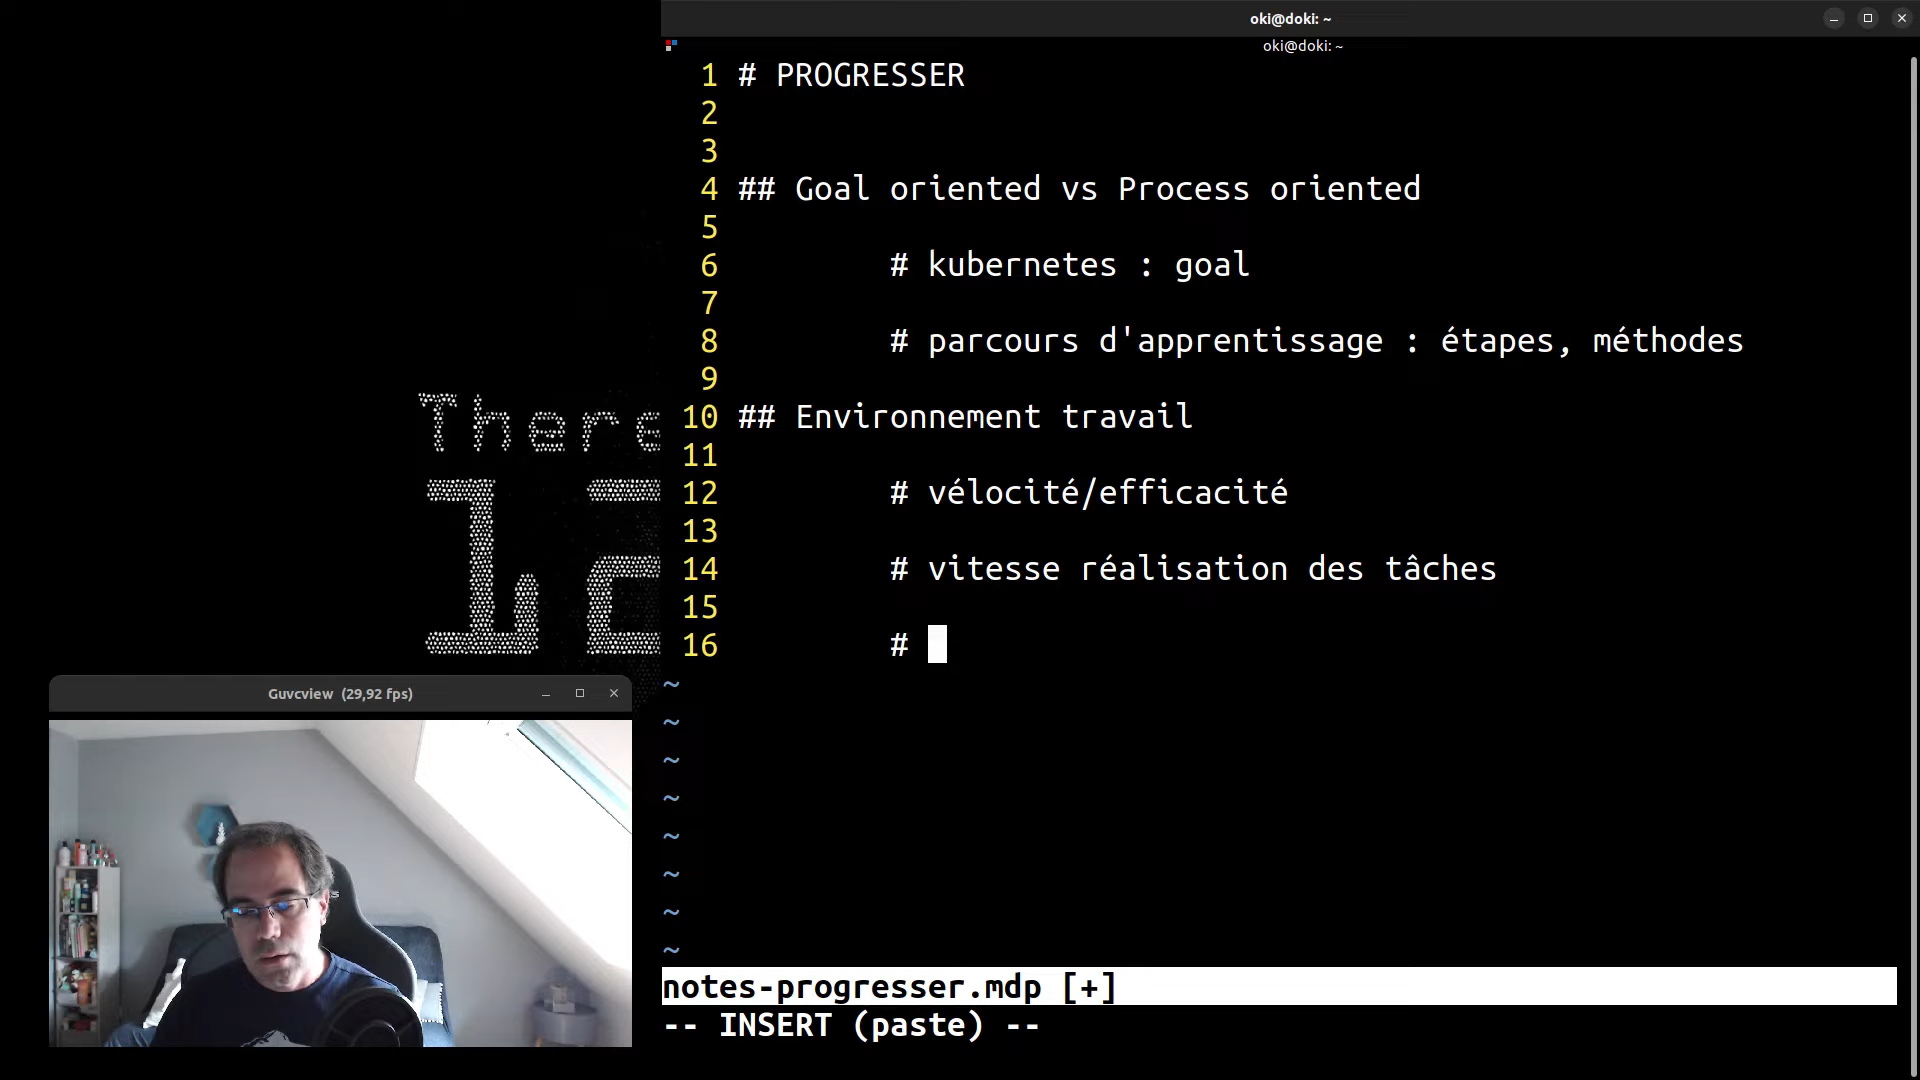 oki@doki: ~
oki@doki: ~
1 # PROGRESSER
2
3
4 ## Goal oriented vs Process oriented
5
6 # kubernetes : goal
7
8 # parcours d'apprentissage : étapes, méthodes
9
10 ## Environnement travail
11
12 # vélocité/efficacité
13
14 # vitesse réalisation des tâches
15
16 #
~
~
~
~
~
~
~
~
notes-progresser.mdp [+]
-- INSERT (paste) --
There
Guvcview (29,92 fps)